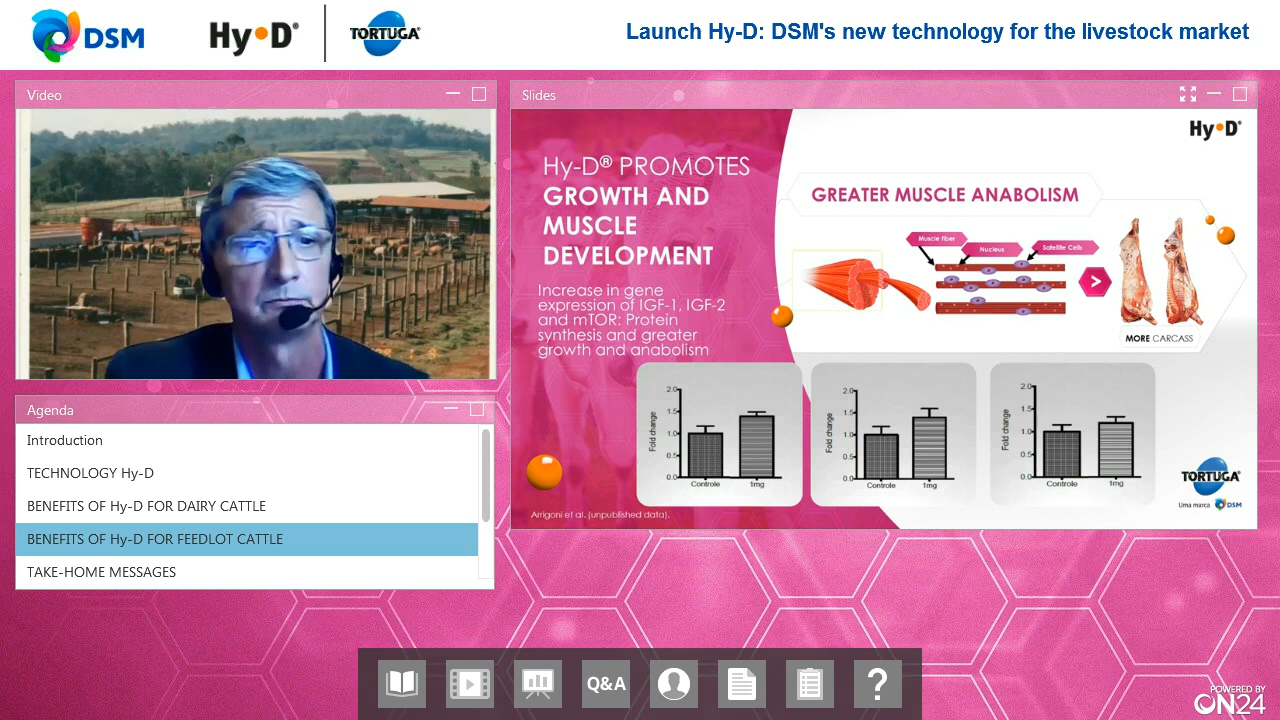 DSM
Hy•D®
TORTUGA®
Launch Hy-D: DSM's new technology for the livestock market
Video
Slides
Hy•D®
Hy-D® PROMOTES
GROWTH AND
MUSCLE
DEVELOPMENT
Increase in gene
expression of IGF-1, IGF-2
and mTOR: Protein
synthesis and greater
growth and anabolism
GREATER MUSCLE ANABOLISM
Muscle fiber
Nucleus
Satellite Cells
>
MORE CARCASS
Fold change
2.0
1.5
1.0
0.5
0.0
Controle 1mg
Fold change
2.0
1.5
1.0
0.5
0.0
Controle 1mg
Fold change
2.0
1.5
1.0
0.5
0.0
Controle 1mg
Arrigoni et al. (unpublished data).
TORTUGA®
Uma marca DSM
Agenda
Introduction
TECHNOLOGY Hy-D
BENEFITS OF Hy-D FOR DAIRY CATTLE
BENEFITS OF Hy-D FOR FEEDLOT CATTLE
TAKE-HOME MESSAGES
Q&A
?
POWERED BY
ON24